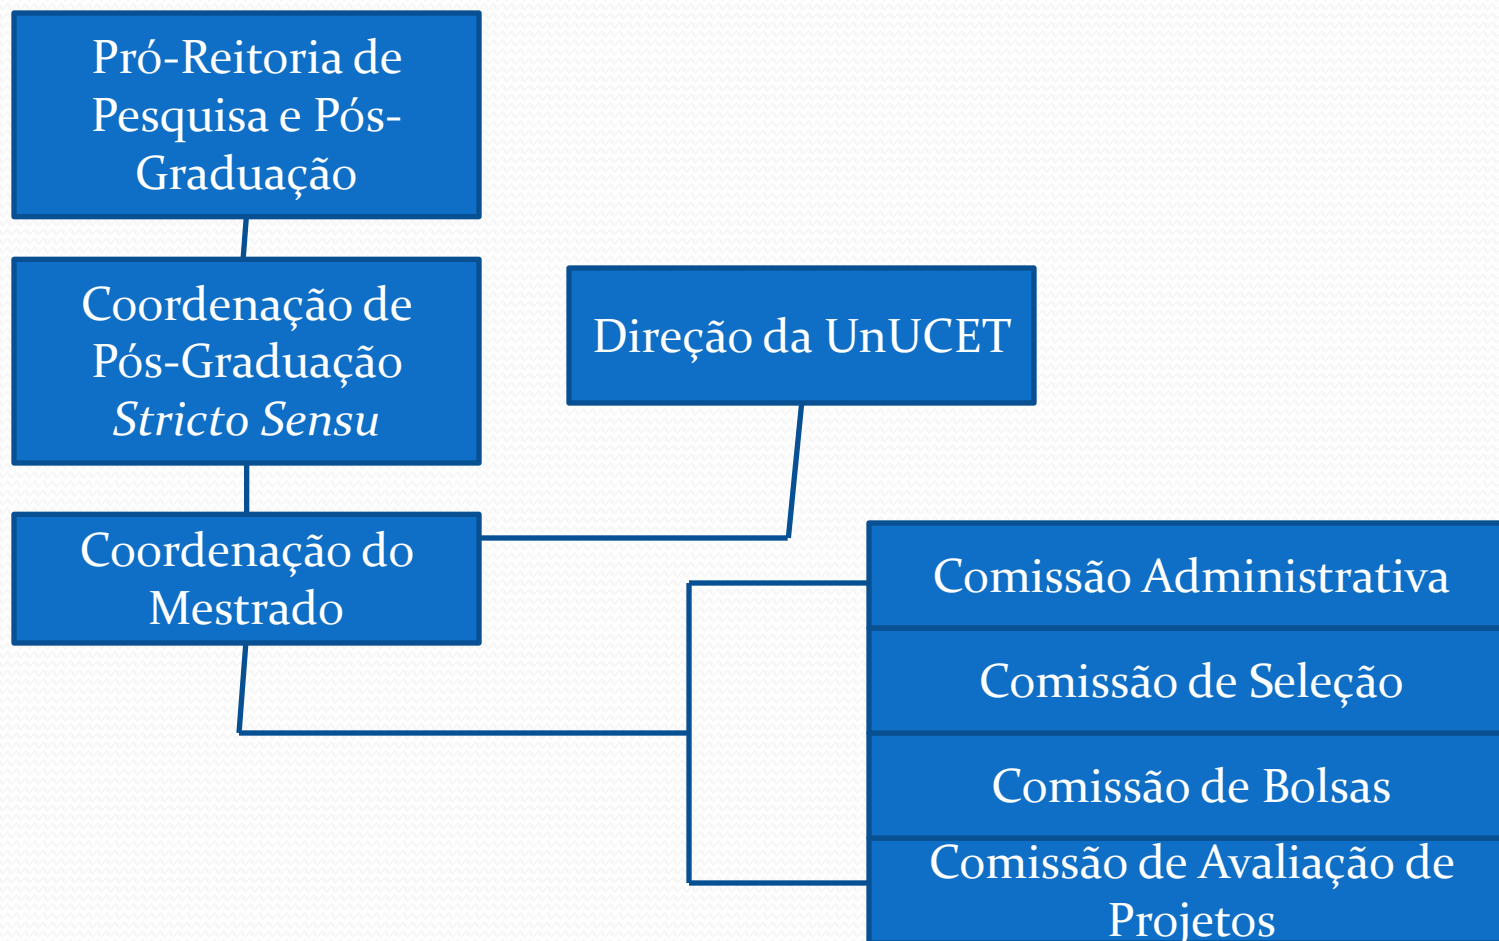 Pró-Reitoria de
Pesquisa e Pós-
Graduação
Coordenação de
Pós-Graduação
Stricto Sensu
Direção da UnUCET
Coordenação do
Mestrado
Comissão Administrativa
Comissão de Seleção
Comissão de Bolsas
Comissão de Avaliação de
Projetos